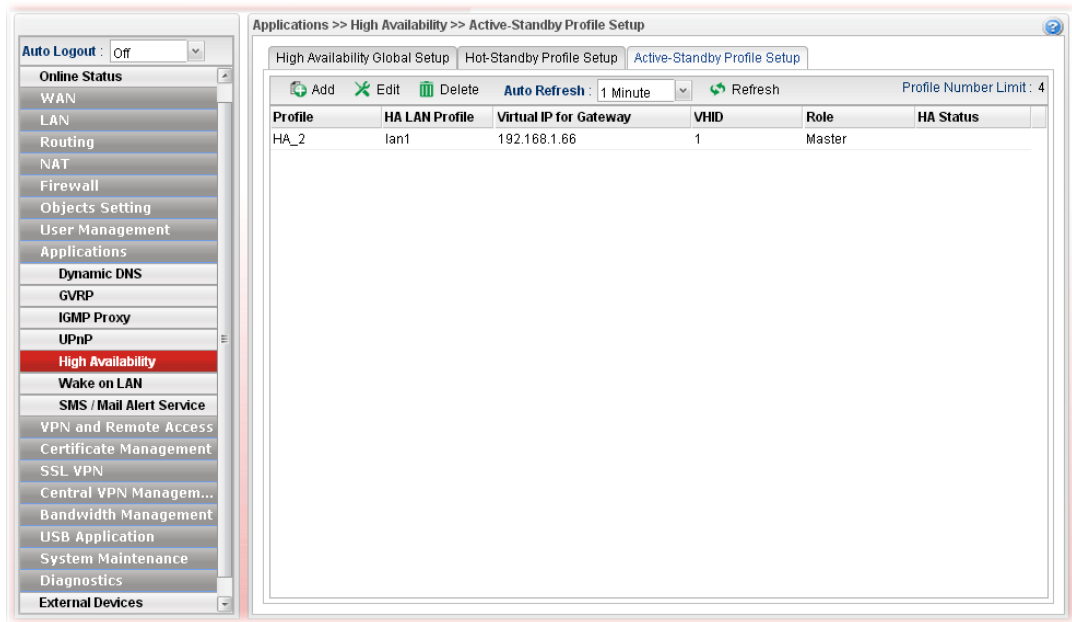 Applications >> High Availability >> Active-Standby Profile Setup
Auto Logout : Off
Online Status
WAN
LAN
Routing
NAT
Firewall
Objects Setting
User Management
Applications
Dynamic DNS
GVRP
IGMP Proxy
UPnP
High Availability
Wake on LAN
SMS / Mail Alert Service
VPN and Remote Access
Certificate Management
SSL VPN
Central VPN Managem...
Bandwidth Management
USB Application
System Maintenance
Diagnostics
External Devices
High Availability Global Setup Hot-Standby Profile Setup Active-Standby Profile Setup
Add Edit Delete Auto Refresh : 1 Minute Refresh Profile Number Limit : 4
Profile HA LAN Profile Virtual IP for Gateway VHID Role HA Status
HA_2 lan1 192.168.1.66 1 Master